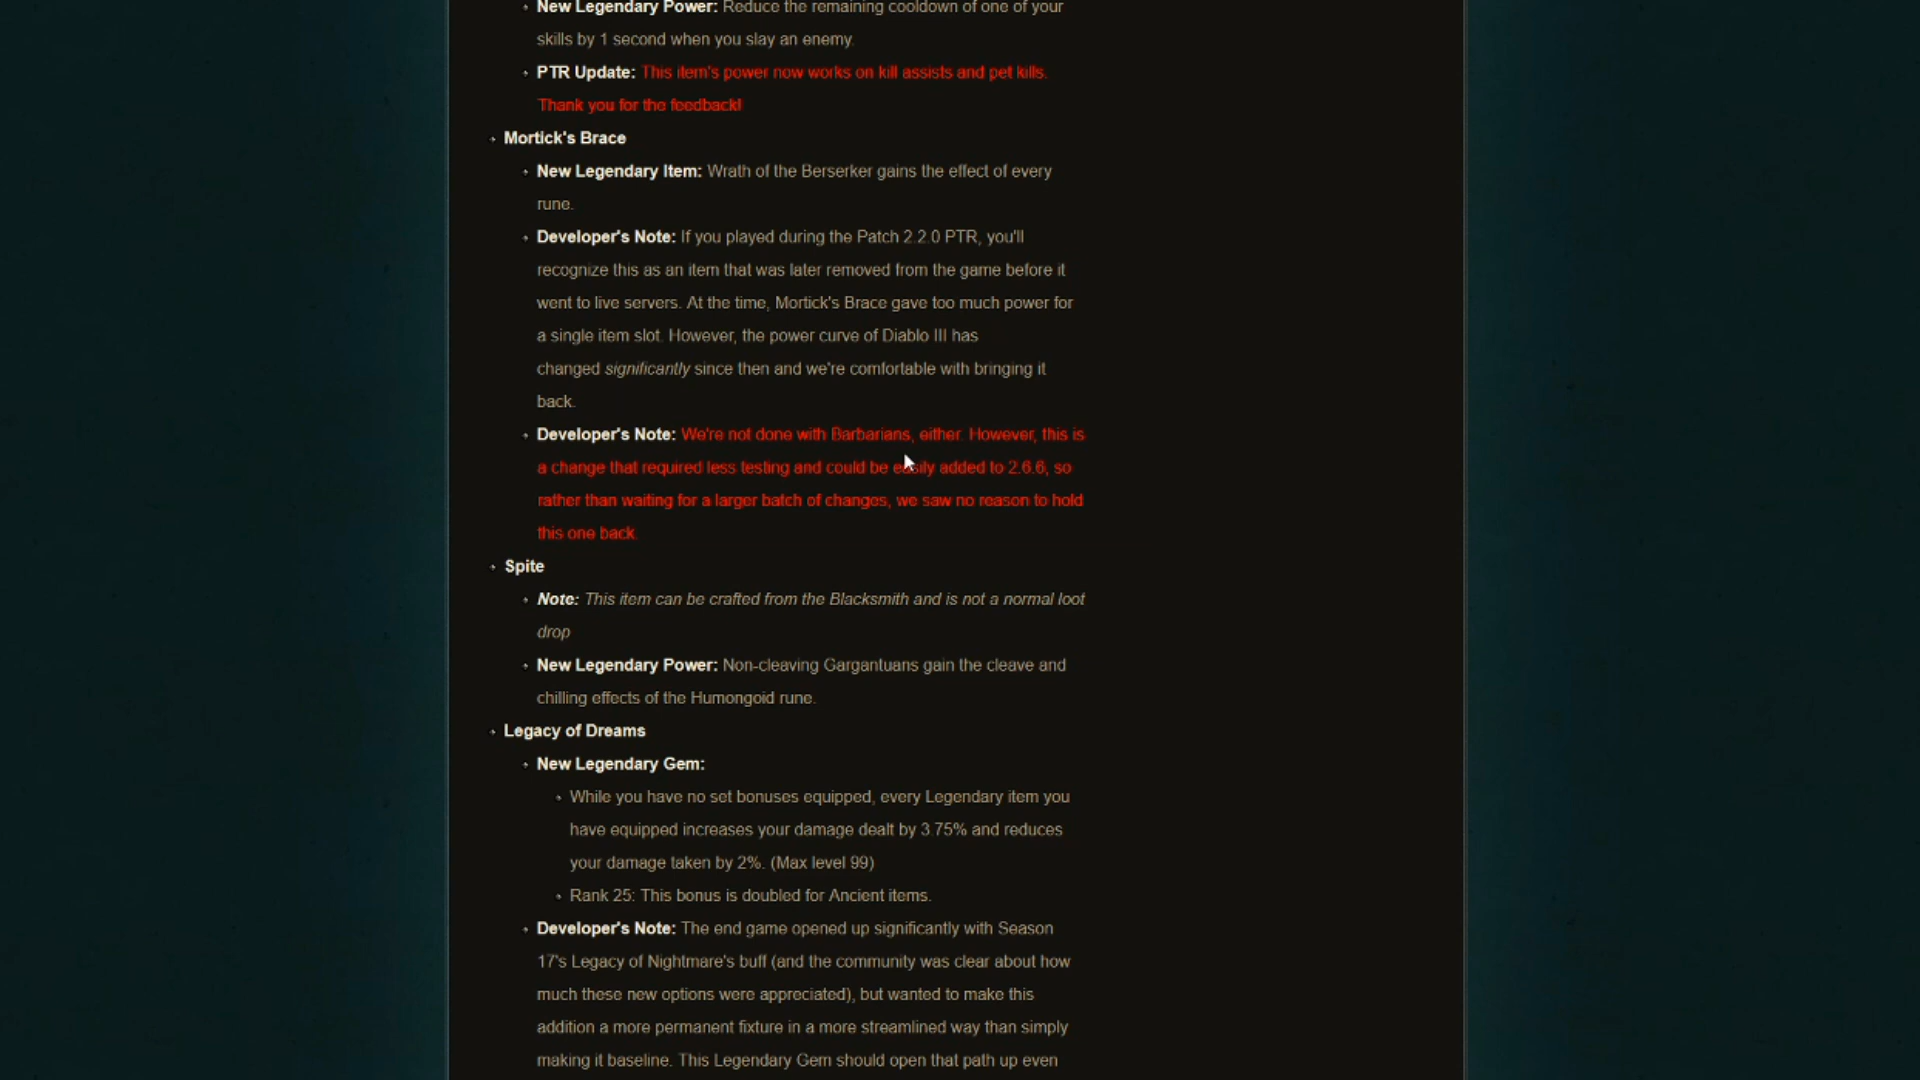 New Legendary Power: Reduce the remaining cooldown of one of your
skills by 1 second when you slay an enemy.
PTR Update: This item's power now works on kill assists and pet kills.
Thank you for the feedback!
Mortick's Brace
New Legendary Item: Wrath of the Berserker gains the effect of every
rune.
Developer's Note: If you played during the Patch 2.2.0 PTR, you'll
recognize this as an item that was later removed from the game before it
went to live servers. At the time, Mortick's Brace gave too much power for
a single item slot. However, the power curve of Diablo III has
changed significantly since then and we're comfortable with bringing it
back.
Developer's Note: We're not done with Barbarians, either. However, this is
a change that required less testing and could be easily added to 2.6.6, so
rather than waiting for a larger batch of changes, we saw no reason to hold
this one back.
Spite
Note: This item can be crafted from the Blacksmith and is not a normal loot
drop
New Legendary Power: Non-cleaving Gargantuans gain the cleave and
chilling effects of the Humongoid rune.
Legacy of Dreams
New Legendary Gem:
While you have no set bonuses equipped, every Legendary item you
have equipped increases your damage dealt by 3.75% and reduces
your damage taken by 2%. (Max level 99)
Rank 25: This bonus is doubled for Ancient items.
Developer's Note: The end game opened up significantly with Season
17's Legacy of Nightmare's buff (and the community was clear about how
much these new options were appreciated), but wanted to make this
addition a more permanent fixture in a more streamlined way than simply
making it baseline. This Legendary Gem should open that path up even